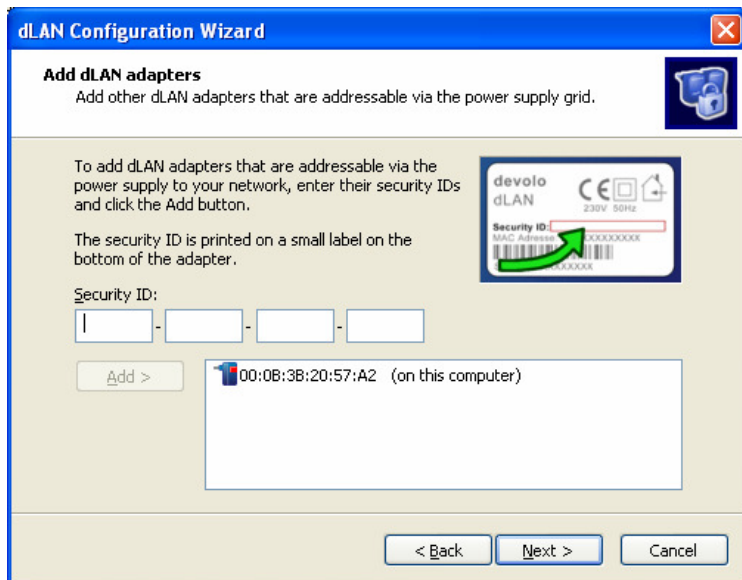 dLAN Configuration Wizard
Add dLAN adapters
Add other dLAN adapters that are addressable via the power supply grid.
To add dLAN adapters that are addressable via the
power supply to your network, enter their security IDs
and click the Add button.
The security ID is printed on a small label on the
bottom of the adapter.
devolo
dLAN
CE
230V 50Hz
Security ID:
MAC Adresse XXXXXXXXX
XXXXXX
Security ID:
- - -
Add >
00:0B:3B:20:57:A2 (on this computer)
< Back
Next >
Cancel